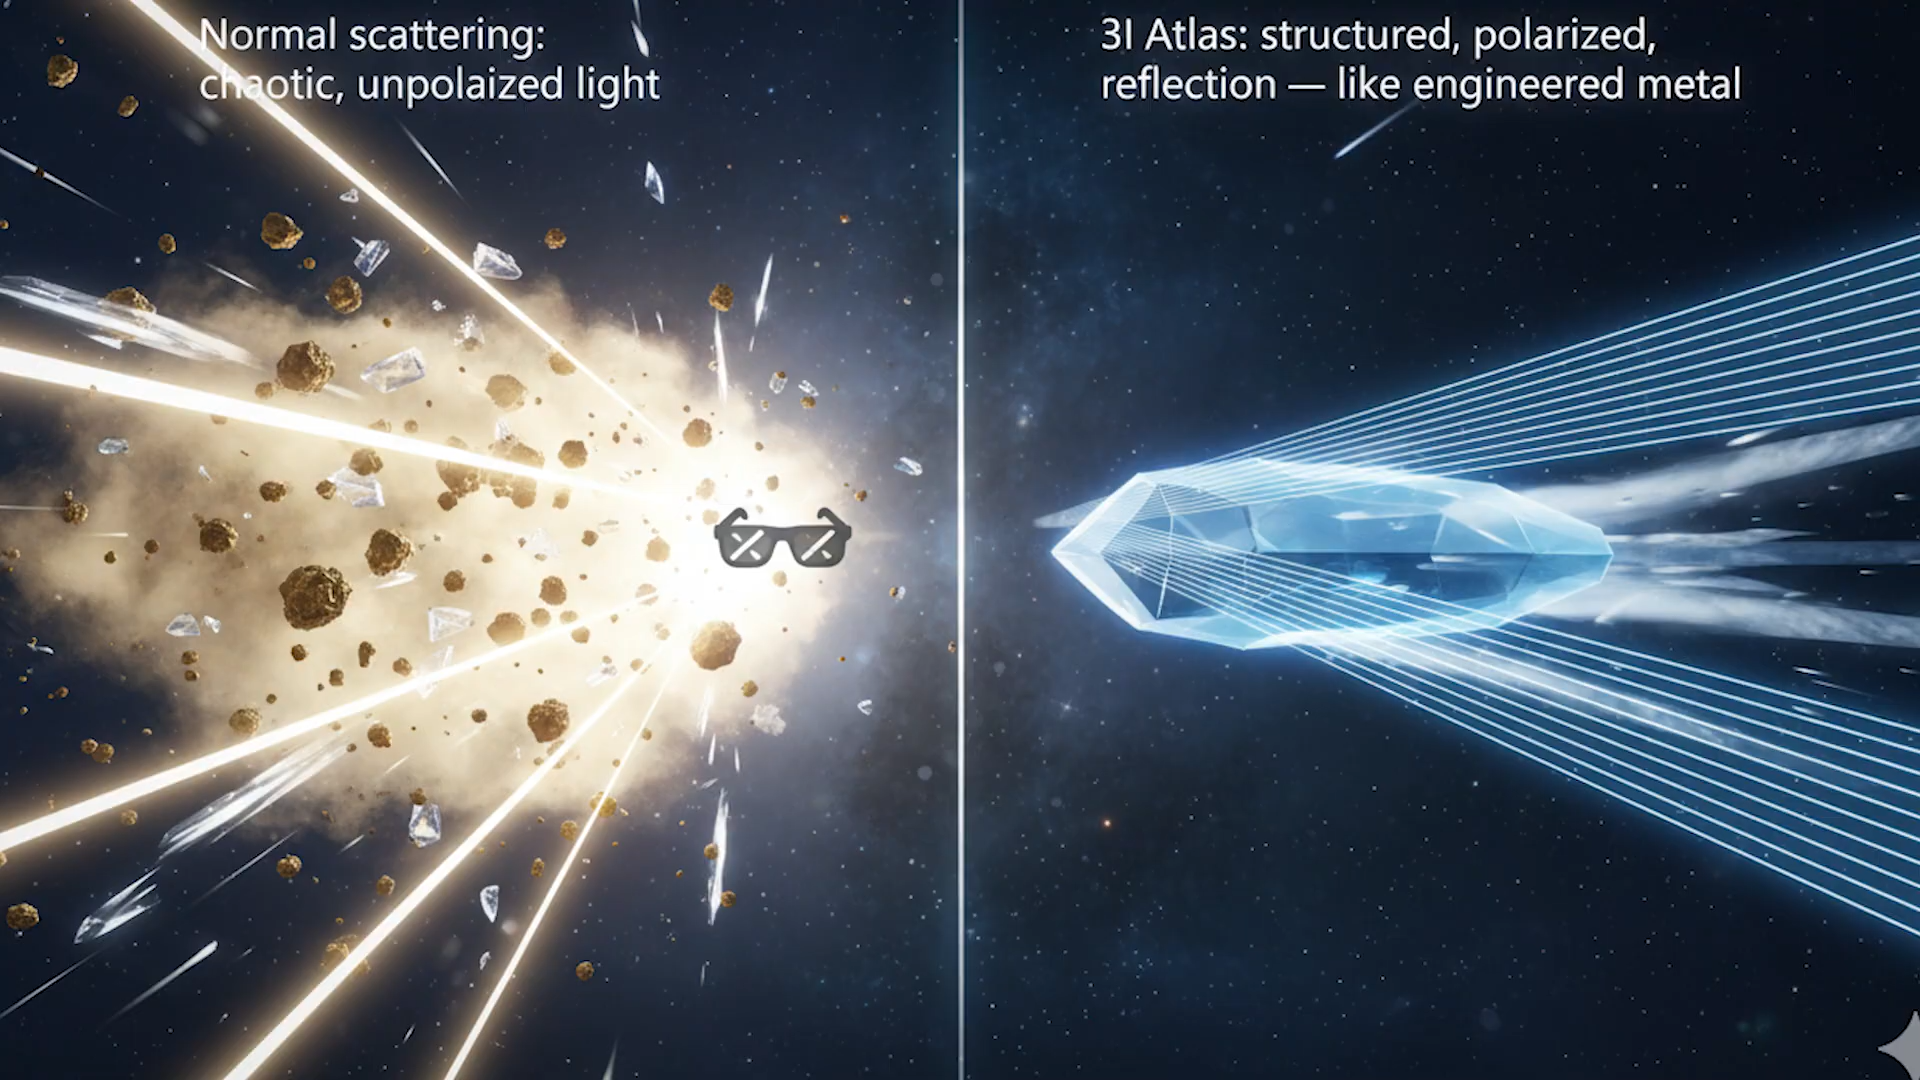 Normal scattering:
chaotic, unpolaized light
3I Atlas: structured, polarized,
reflection — like engineered metal